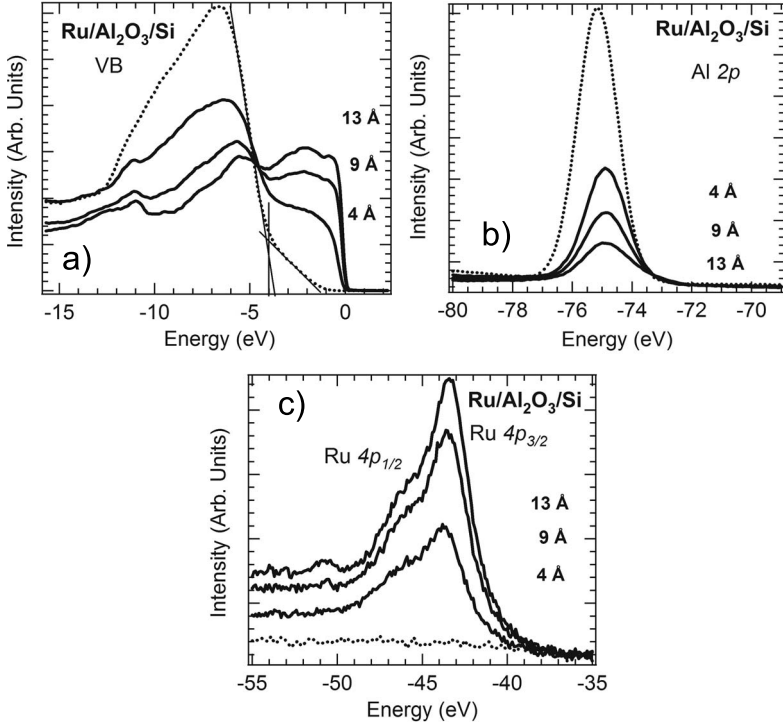 Ru/Al₂O₃/Si
VB
13 Å
9 Å
4 Å
a)
Intensity (Arb. Units)
-15 -10 -5 0
Energy (eV)
Ru/Al₂O₃/Si
Al 2p
4 Å
9 Å
13 Å
b)
Intensity (Arb. Units)
-80 -78 -76 -74 -72 -70
Energy (eV)
c)
Ru/Al₂O₃/Si
Ru 4p₃/₂
Ru 4p₁/₂
13 Å
9 Å
4 Å
Intensity (Arb. Units)
-55 -50 -45 -40 -35
Energy (eV)